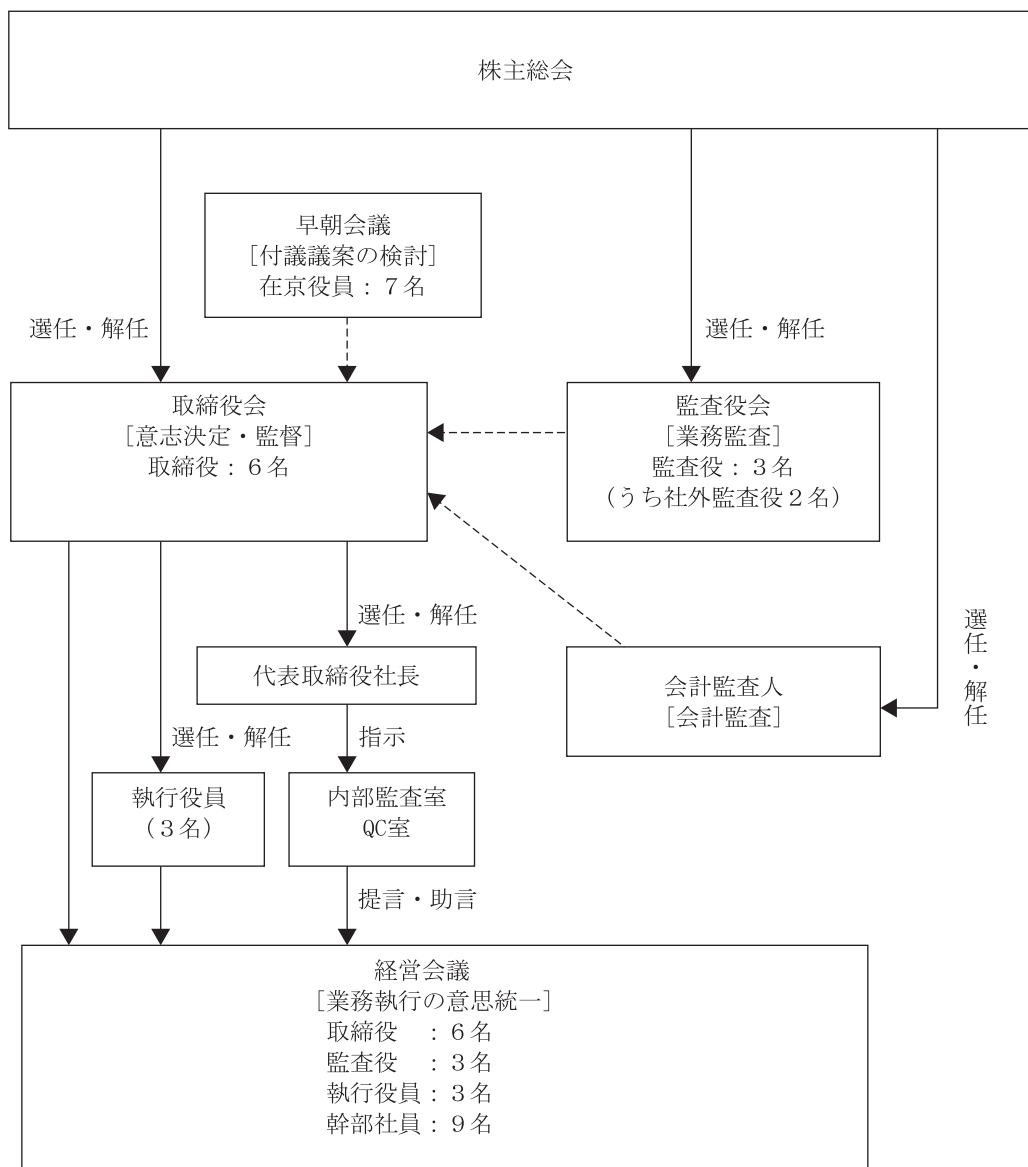 株主総会
早朝会議
[付議議案の検討]
在京役員：７名
選任・解任
選任・解任
取締役会
[意志決定・監督]
取締役：６名
監査役会
[業務監査]
監査役：３名
（うち社外監査役２名）
選任・解任
選任・解任
代表取締役社長
会計監査人
[会計監査]
選任・解任
指示
執行役員
（３名）
内部監査室
QC室
提言・助言
経営会議
[業務執行の意思統一]
取締役　：６名
監査役　：３名
執行役員：３名
幹部社員：９名